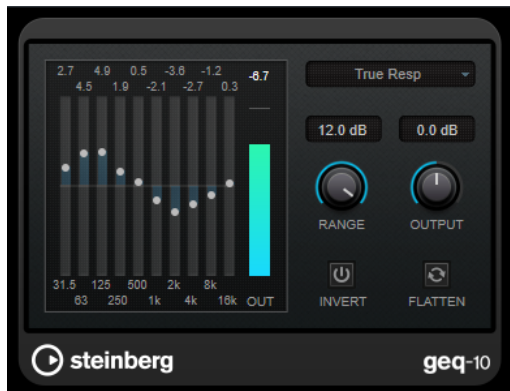 2.7 4.9 0.5 -3.6 -1.2
4.5 1.9 -2.1 -2.7 0.3
-6.7
True Resp
12.0 dB 0.0 dB
RANGE OUTPUT
31.5 125 500 2k 8k
63 250 1k 4k 16k OUT
INVERT FLATTEN
steinberg geq-10